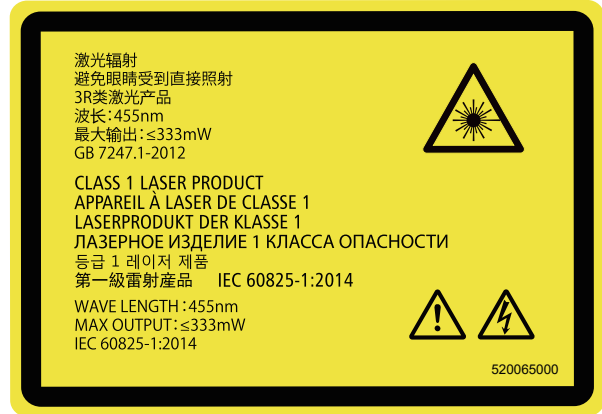 激光辐射
避免眼睛受到直接照射
3R类激光产品
波长:455nm
最大输出:≤333mW
GB 7247.1-2012
CLASS 1 LASER PRODUCT
APPAREIL À LASER DE CLASSE 1
LASERPRODUKT DER KLASSE 1
ЛАЗЕРНОЕ ИЗДЕЛИЕ 1 КЛАССА ОПАСНОСТИ
등급 1 레이저 제품
第一級雷射産品 IEC 60825-1:2014
WAVE LENGTH:455nm
MAX OUTPUT:≤333mW
IEC 60825-1:2014
520065000